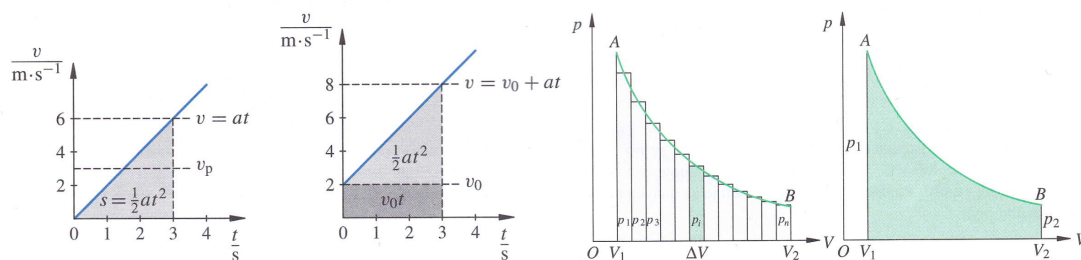 v
m·s⁻¹
6
4
2
0
1
2
3
4
t
s
v = at
vₚ
s = ½at²
v
m·s⁻¹
8
6
4
2
0
1
2
3
4
t
s
v = v₀ + at
½at²
v₀
v₀t
p
A
B
p₁ p₂ p₃ pᵢ pₙ
O V₁ ΔV V₂ V
p
A
p₁
B
p₂
O V₁ V₂ V